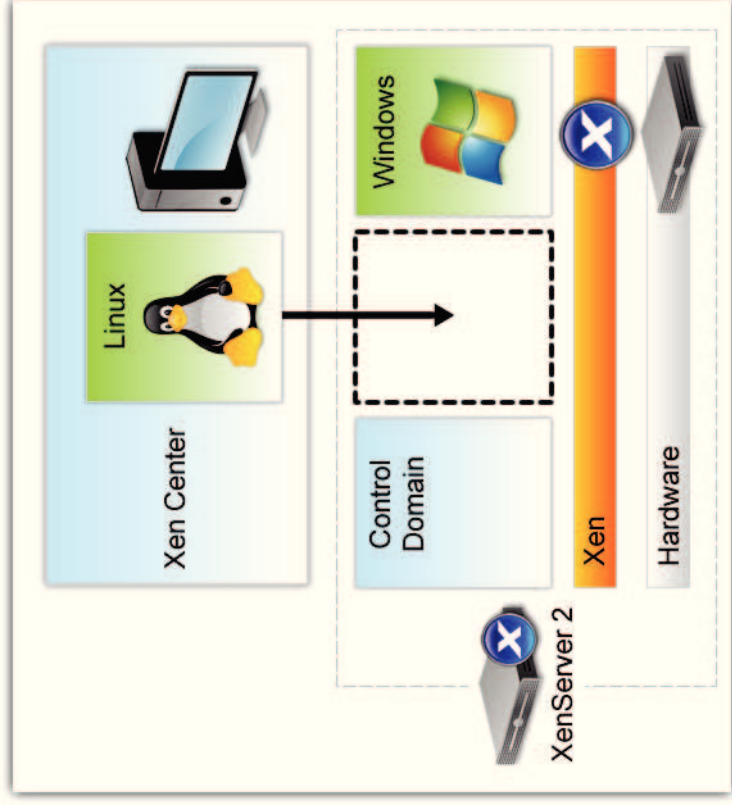 Xen Center
Linux
XenServer 2
Control
Domain
Windows
Xen
Hardware